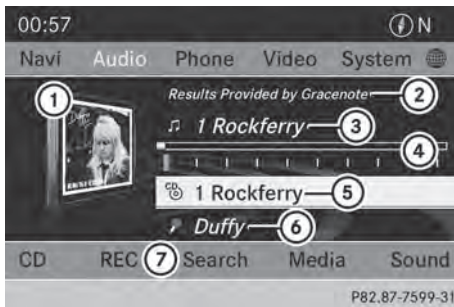 00:57 N
Navi Audio Phone Video System
1
Results Provided by Gracenote 2
1 Rockferry 3
4
1 Rockferry 5
Duffy 6
CD REC 7 Search Media Sound
P82.87-7599-31